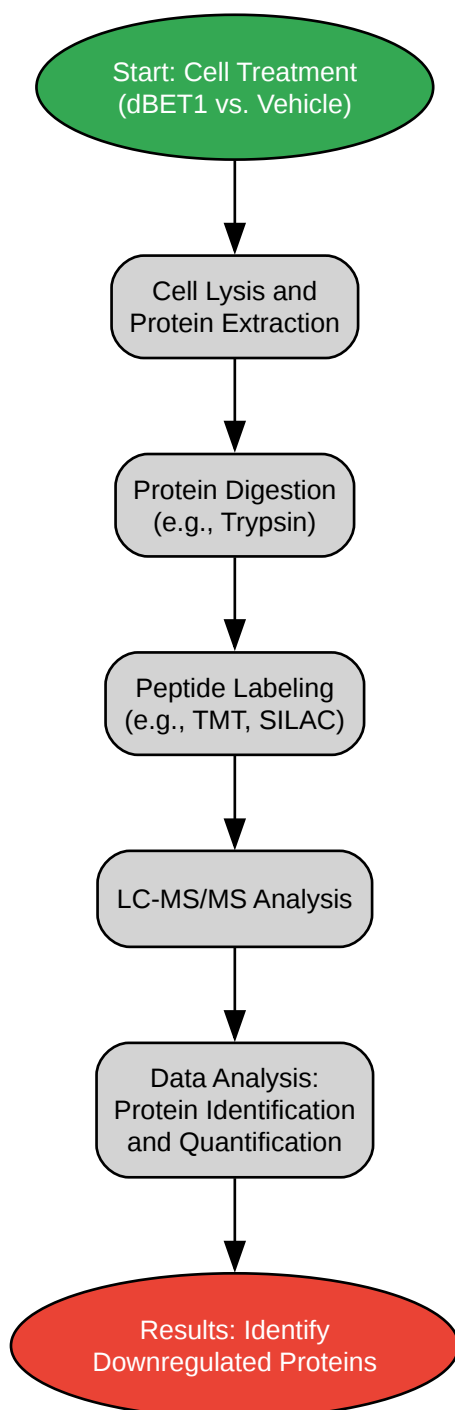 Start: Cell Treatment
(dBET1 vs. Vehicle)
Cell Lysis and
Protein Extraction
Protein Digestion
(e.g., Trypsin)
Peptide Labeling
(e.g., TMT, SILAC)
LC-MS/MS Analysis
Data Analysis:
Protein Identification
and Quantification
Results: Identify
Downregulated Proteins